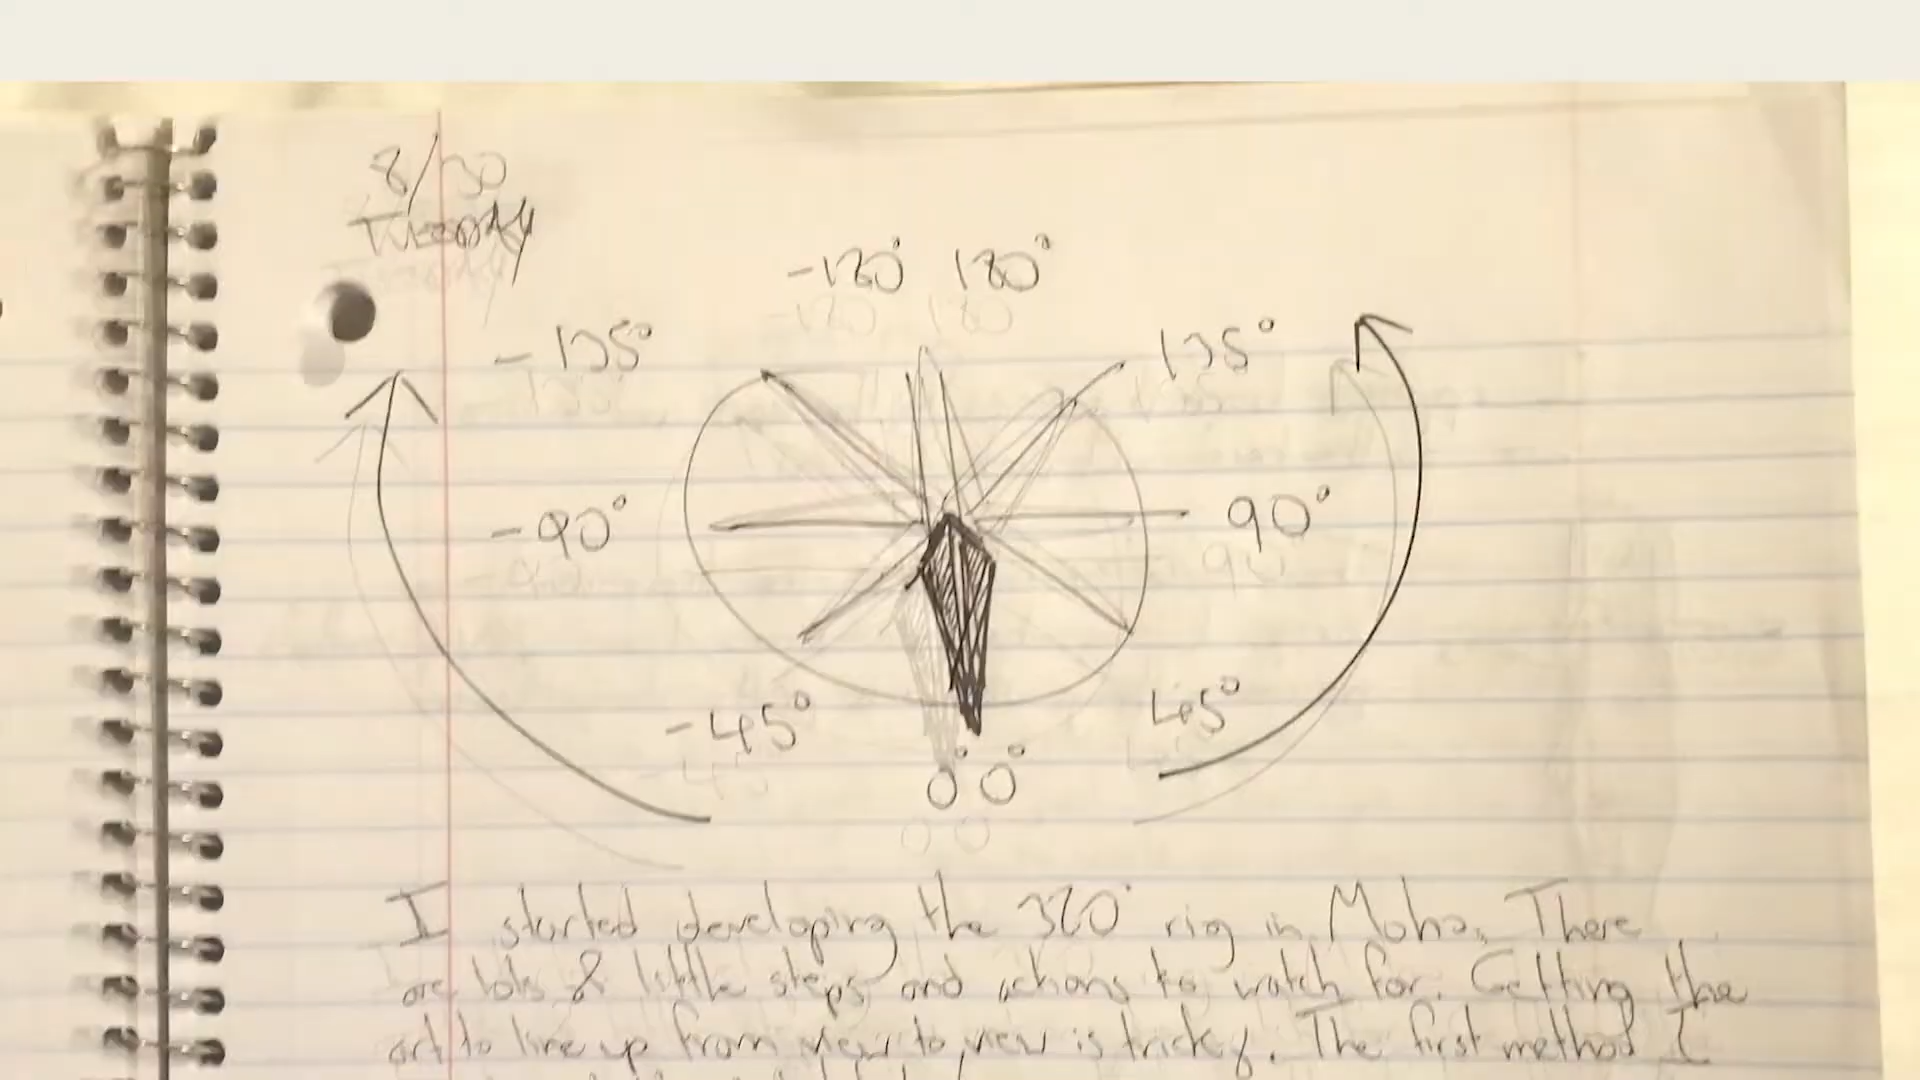 8/30
Tuesday
-180° 180°
-135° 135°
-90° 90°
-45° 45°
0° 0°
I started developing the 360° rig in Moho. There
are lots & little steps and actions to watch for. Getting the
art to line up from view to view is tricky. The first method I